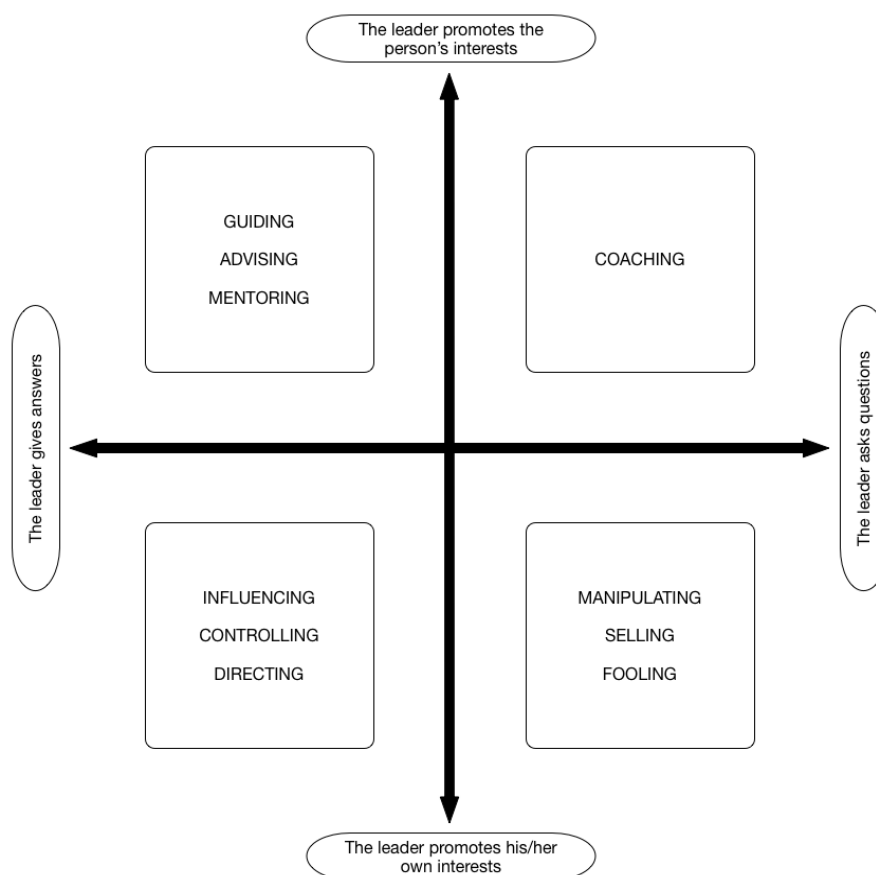 The leader promotes the
person’s interests
GUIDING
ADVISING
MENTORING
COACHING
The leader gives answers
The leader asks questions
INFLUENCING
CONTROLLING
DIRECTING
MANIPULATING
SELLING
FOOLING
The leader promotes his/her
own interests